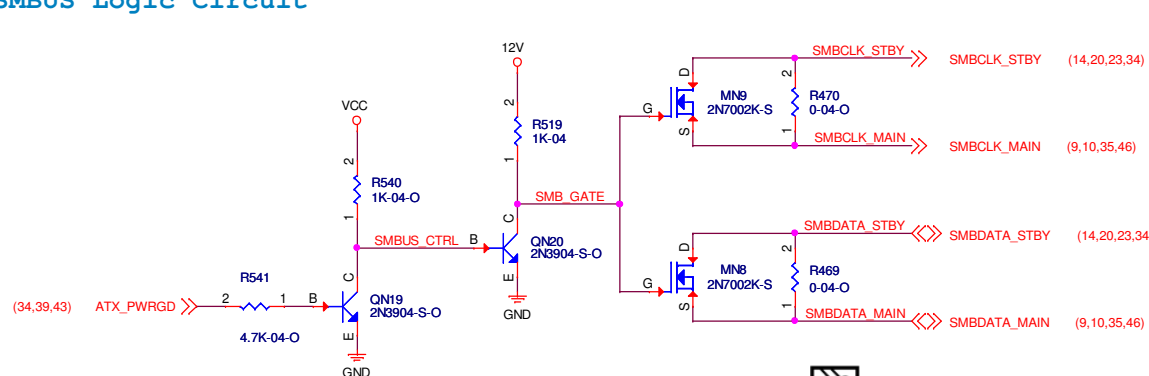 SMBUS Logic Circuit
12V
VCC
2
R519
1K-04
1
2
R540
1K-04-O
1
SMB_GATE
SMBUS_CTRL
B
C
QN20
2N3904-S-O
E
GND
(34,39,43)
ATX_PWRGD
2
R541
1
4.7K-04-O
B
C
QN19
2N3904-S-O
E
GND
G
D
S
MN9
2N7002K-S
2
R470
0-04-O
1
SMBCLK_STBY
SMBCLK_STBY
(14,20,23,34)
SMBCLK_MAIN
SMBCLK_MAIN
(9,10,35,46)
G
D
S
MN8
2N7002K-S
2
R469
0-04-O
1
SMBDATA_STBY
SMBDATA_STBY
(14,20,23,34
SMBDATA_MAIN
SMBDATA_MAIN
(9,10,35,46)